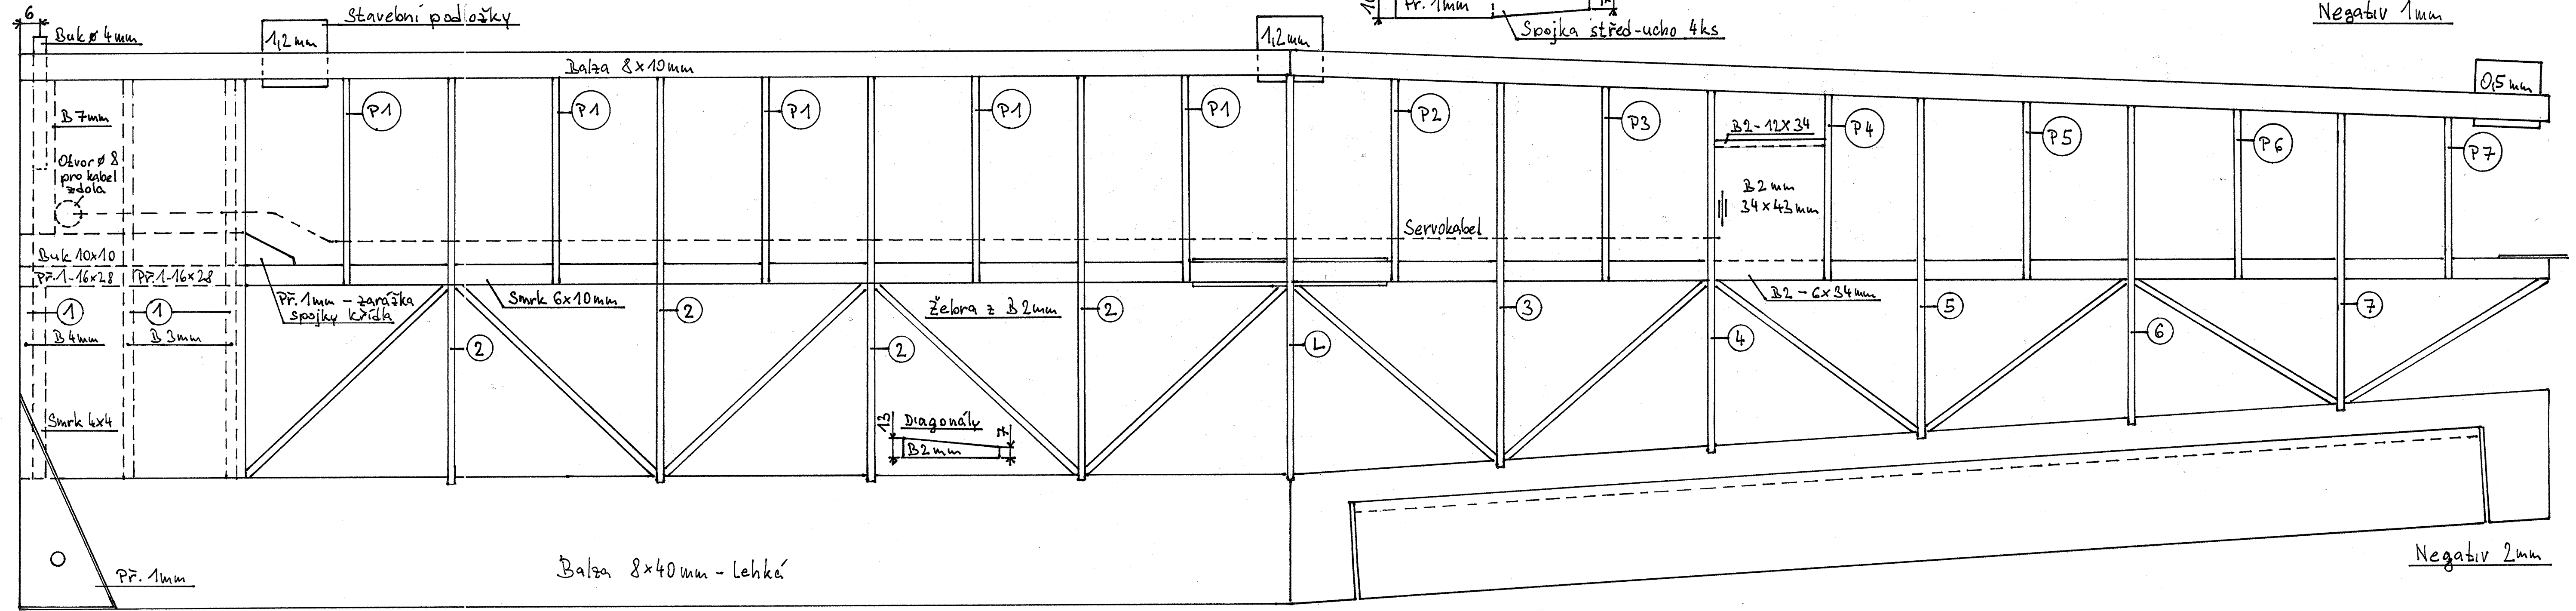 6
Stavební podložky
Př. 1mm
Spojka střed-ucho 4ks
Negativ 1mm
Buk ø 4mm
1,2mm
1,2mm
Balza 8x10mm
0,5mm
B 7mm
P1
P1
P1
P1
P1
P2
P3
B2-12x34
P4
P5
P6
P7
Otvor ø 8
pro kabel
zdola
B2mm
34x43mm
Servokabel
Buk 10x10
Př.1-16x28
Př.1-16x28
Př. 1mm - zarážka
spojky křídla
Smrk 6x10mm
Žebra z B2mm
B2-6x34mm
1
1
2
2
2
2
L
3
4
5
6
7
B4mm
B3mm
Smrk 4x4
13
Diagonály
7
B2mm
Př. 1mm
Balza 8x40mm - Lehká
Negativ 2mm